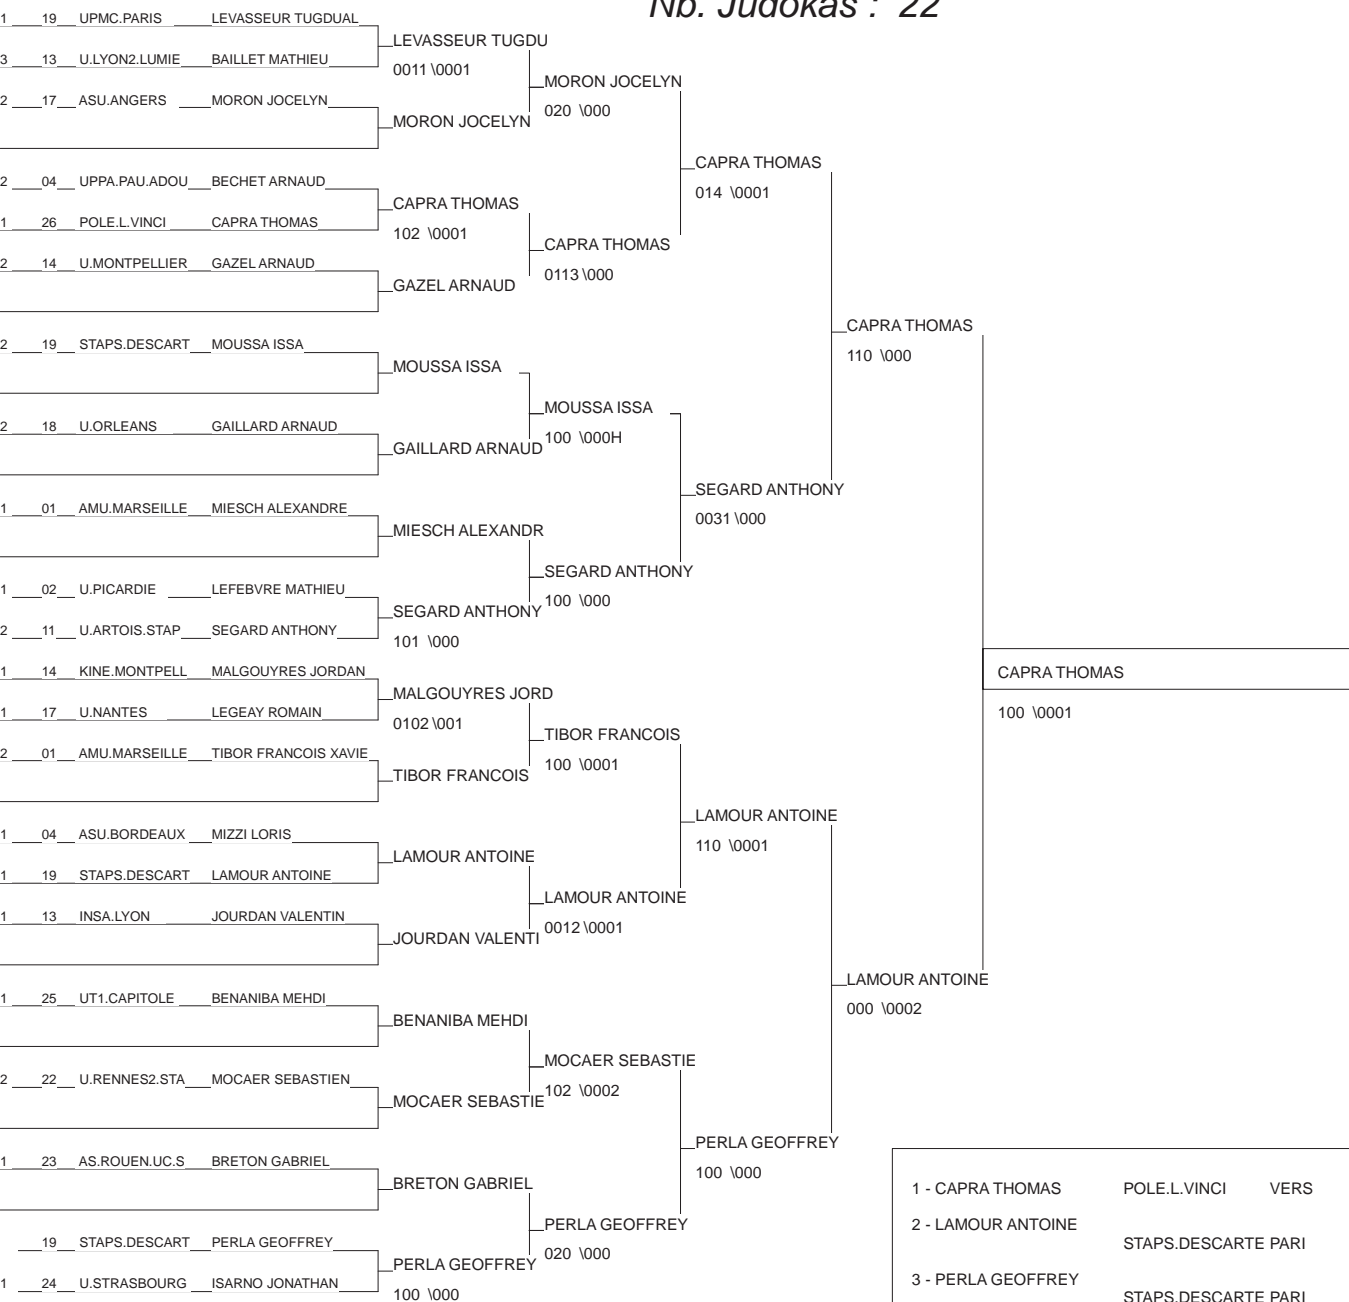 Nb. Judokas : 22
1 19 UPMC.PARIS LEVASSEUR TUGDUAL
LEVASSEUR TUGDU
3 13 U.LYON2.LUMIE BAILLET MATHIEU
0011 \0001
MORON JOCELYN
2 17 ASU.ANGERS MORON JOCELYN
020 \000
MORON JOCELYN
CAPRA THOMAS
2 04 UPPA.PAU.ADOU BECHET ARNAUD
014 \0001
CAPRA THOMAS
1 26 POLE.L.VINCI CAPRA THOMAS
102 \0001
CAPRA THOMAS
2 14 U.MONTPELLIER GAZEL ARNAUD
0113 \000
GAZEL ARNAUD
CAPRA THOMAS
2 19 STAPS.DESCART MOUSSA ISSA
110 \000
MOUSSA ISSA
MOUSSA ISSA
2 18 U.ORLEANS GAILLARD ARNAUD
100 \000H
GAILLARD ARNAUD
SEGARD ANTHONY
1 01 AMU.MARSEILLE MIESCH ALEXANDRE
0031 \000
MIESCH ALEXANDR
SEGARD ANTHONY
1 02 U.PICARDIE LEFEBVRE MATHIEU
100 \000
SEGARD ANTHONY
2 11 U.ARTOIS.STAP SEGARD ANTHONY
101 \000
1 14 KINE.MONTPELL MALGOUYRES JORDAN
CAPRA THOMAS
MALGOUYRES JORD
1 17 U.NANTES LEGEAY ROMAIN
100 \0001
0102 \001
TIBOR FRANCOIS
2 01 AMU.MARSEILLE TIBOR FRANCOIS XAVIE
100 \0001
TIBOR FRANCOIS
LAMOUR ANTOINE
1 04 ASU.BORDEAUX MIZZI LORIS
110 \0001
LAMOUR ANTOINE
1 19 STAPS.DESCART LAMOUR ANTOINE
LAMOUR ANTOINE
1 13 INSA.LYON JOURDAN VALENTIN
0012 \0001
JOURDAN VALENTI
LAMOUR ANTOINE
1 25 UT1.CAPITOLE BENANIBA MEHDI
000 \0002
BENANIBA MEHDI
MOCAER SEBASTIE
2 22 U.RENNES2.STA MOCAER SEBASTIEN
102 \0002
MOCAER SEBASTIE
PERLA GEOFFREY
1 23 AS.ROUEN.UC.S BRETON GABRIEL
100 \000
BRETON GABRIEL
1 - CAPRA THOMAS POLE.L.VINCI VERS
PERLA GEOFFREY
2 - LAMOUR ANTOINE
19 STAPS.DESCART PERLA GEOFFREY
STAPS.DESCARTE PARI
020 \000
PERLA GEOFFREY
3 - PERLA GEOFFREY
1 24 U.STRASBOURG ISARNO JONATHAN
100 \000
STAPS.DESCARTE PARI